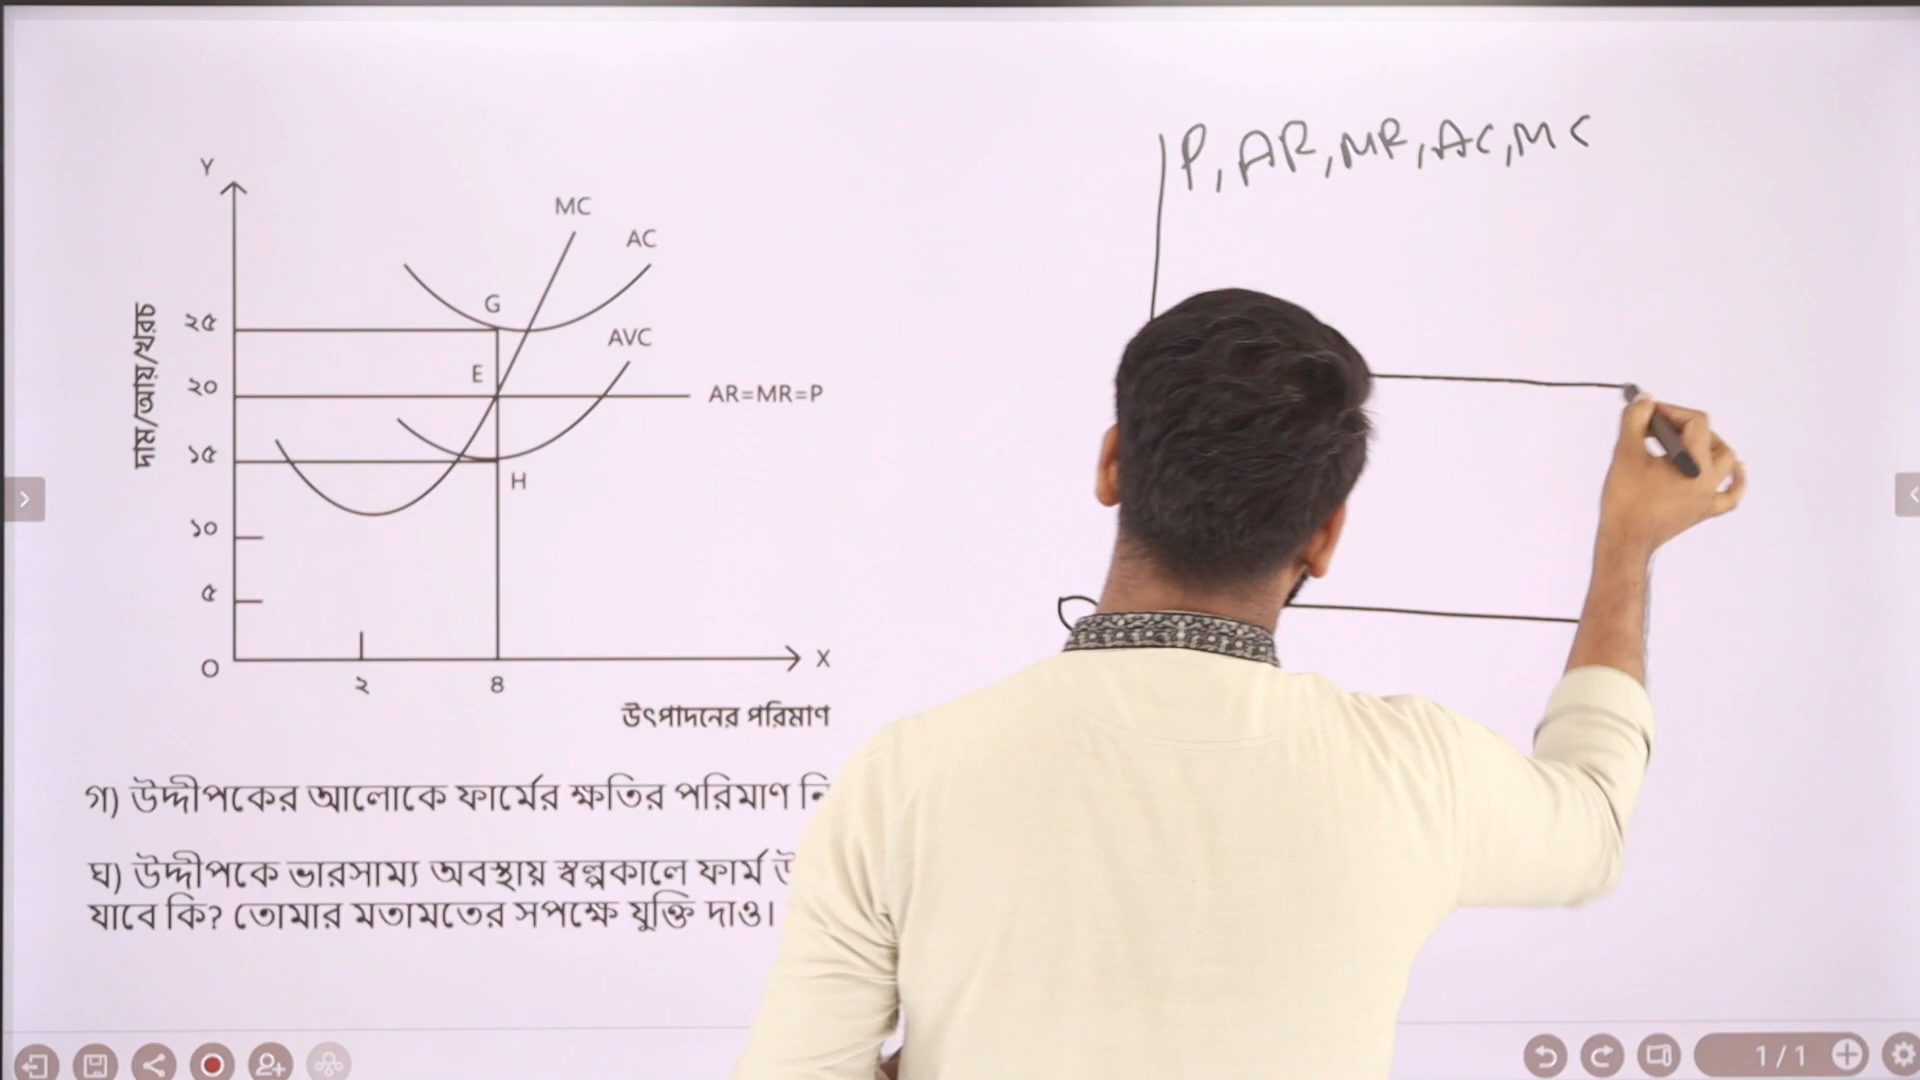 Y
MC
AC
G
২৫
AVC
E
২০
AR=MR=P
দাম/আয়/খরচ
১৫
H
১০
৫
O
X
২
8
উৎপাদনের পরিমাণ
গ) উদ্দীপকের আলোকে ফার্মের ক্ষতির পরিমাণ
ঘ) উদ্দীপকে ভারসাম্য অবস্থায় স্বল্পকালে ফার্ম
যাবে কি? তোমার মতামতের সপক্ষে যুক্তি দাও।
P, AR, MR, AC, MC
1/1